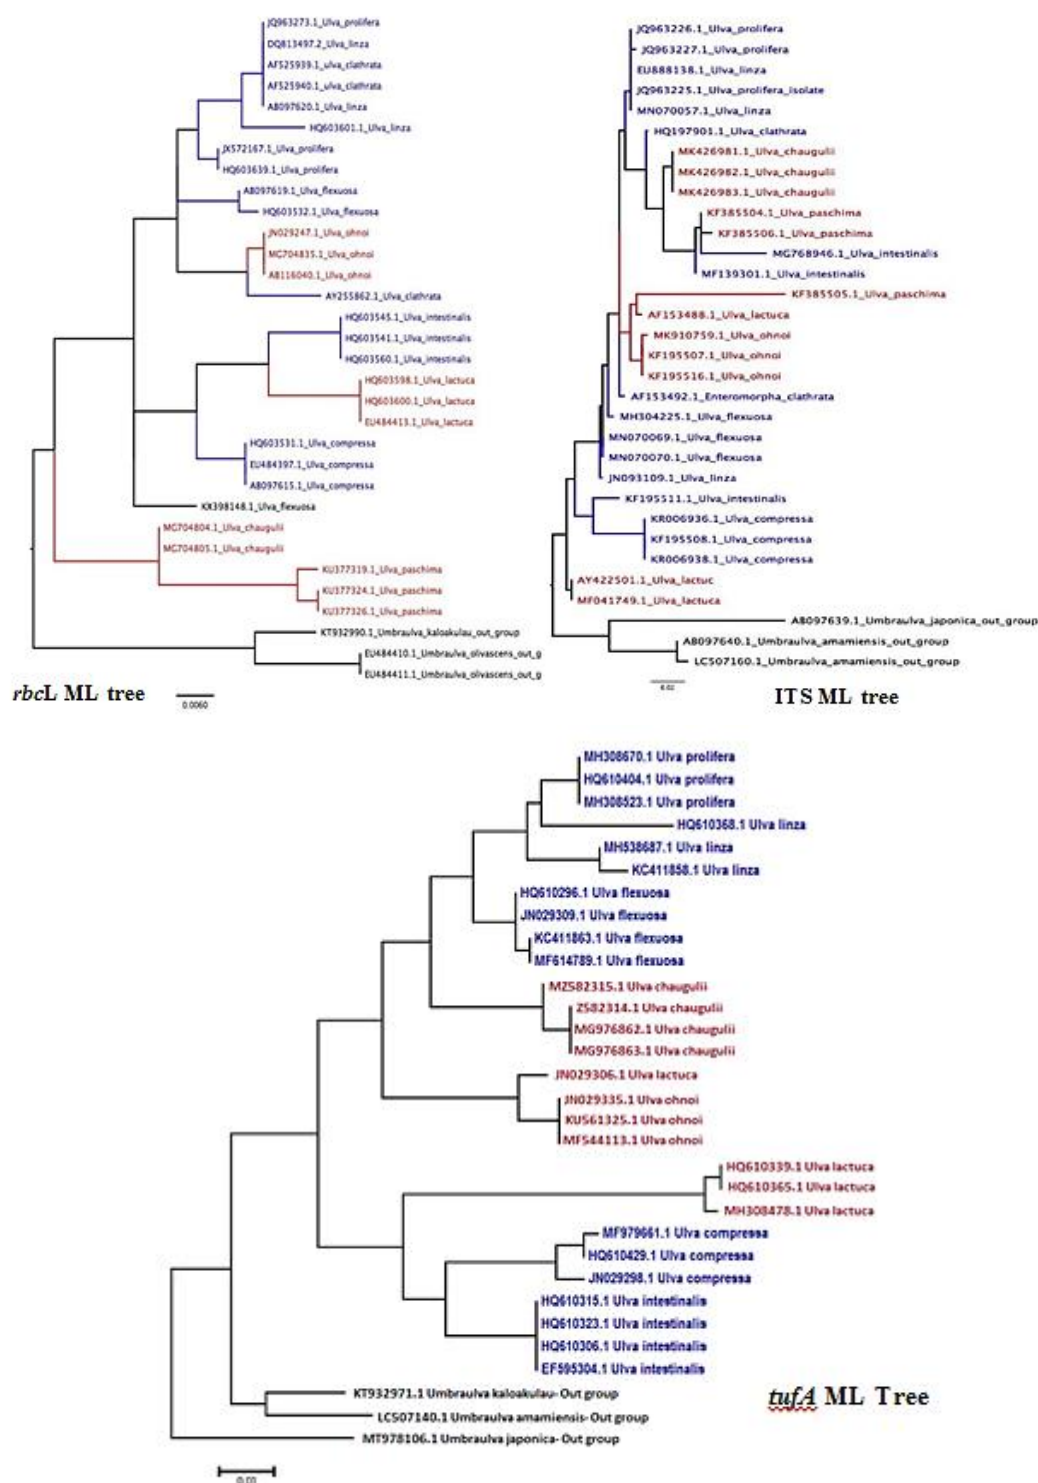 JQ963273.1_Ulva_prolifera
DQ813497.2_Ulva_linza
AF525939.1_ulva_clathrata
AF525940.1_ulva_clathrata
AB097620.1_Ulva_linza
HQ603601.1_Ulva_linza
JX572167.1_Ulva_prolifera
HQ603639.1_Ulva_prolifera
AB097619.1_Ulva_flexuosa
HQ603532.1_Ulva_flexuosa
JN029247.1_Ulva_ohnoi
MG704835.1_Ulva_ohnoi
AB116040.1_Ulva_ohnoi
AY255862.1_Ulva_clathrata
HQ603545.1_Ulva_intestinalis
HQ603541.1_Ulva_intestinalis
HQ603560.1_Ulva_intestinalis
HQ603598.1_Ulva_lactuca
HQ603600.1_Ulva_lactuca
EU484413.1_Ulva_lactuca
HQ603531.1_Ulva_compressa
EU484397.1_Ulva_compressa
AB097615.1_Ulva_compressa
KX398148.1_Ulva_flexuosa
MG704804.1_Ulva_chaugulii
MG704805.1_Ulva_chaugulii
KU377319.1_Ulva_paschima
KU377324.1_Ulva_paschima
KU377326.1_Ulva_paschima
KT932990.1_Umbraulva_kaloakulau_out_group
EU484410.1_Umbraulva_olivascens_out_g
EU484411.1_Umbraulva_olivascens_out_g
rbcL ML tree
0.0060
JQ963226.1_Ulva_prolifera
JQ963227.1_Ulva_prolifera
EU888138.1_Ulva_linza
JQ963225.1_Ulva_prolifera_isolate
MN070057.1_Ulva_linza
HQ197901.1_Ulva_clathrata
MK426981.1_Ulva_chaugulii
MK426982.1_Ulva_chaugulii
MK426983.1_Ulva_chaugulii
KF385504.1_Ulva_paschima
KF385506.1_Ulva_paschima
MG768946.1_Ulva_intestinalis
MF139301.1_Ulva_intestinalis
KF385505.1_Ulva_paschima
AF153488.1_Ulva_lactuca
MK910759.1_Ulva_ohnoi
KF195507.1_Ulva_ohnoi
KF195516.1_Ulva_ohnoi
AF153492.1_Enteromorpha_clathrata
MH304225.1_Ulva_flexuosa
MN070069.1_Ulva_flexuosa
MN070070.1_Ulva_flexuosa
JN093109.1_Ulva_linza
KF195511.1_Ulva_intestinalis
KR006936.1_Ulva_compressa
KF195508.1_Ulva_compressa
KR006938.1_Ulva_compressa
AY422501.1_Ulva_lactuc
MF041749.1_Ulva_lactuca
AB097639.1_Umbraulva_japonica_out_group
AB097640.1_Umbraulva_amamiensis_out_group
LC507160.1_Umbraulva_amamiensis_out_group
0.02
ITS ML tree
MH308670.1 Ulva prolifera
HQ610404.1 Ulva prolifera
MH308523.1 Ulva prolifera
HQ610368.1 Ulva linza
MH538687.1 Ulva linza
KC411858.1 Ulva linza
HQ610296.1 Ulva flexuosa
JN029309.1 Ulva flexuosa
KC411863.1 Ulva flexuosa
MF614789.1 Ulva flexuosa
MZ582315.1 Ulva chaugulii
Z582314.1 Ulva chaugulii
MG976862.1 Ulva chaugulii
MG976863.1 Ulva chaugulii
JN029306.1 Ulva lactuca
JN029335.1 Ulva ohnoi
KU561325.1 Ulva ohnoi
MF544113.1 Ulva ohnoi
HQ610339.1 Ulva lactuca
HQ610365.1 Ulva lactuca
MH308478.1 Ulva lactuca
MF979661.1 Ulva compressa
HQ610429.1 Ulva compressa
JN029298.1 Ulva compressa
HQ610315.1 Ulva intestinalis
HQ610323.1 Ulva intestinalis
HQ610306.1 Ulva intestinalis
EF595304.1 Ulva intestinalis
KT932971.1 Umbraulva kaloakulau- Out group
LC507140.1 Umbraulva amamiensis- Out group
MT978106.1 Umbraulva japonica- Out group
tufA ML Tree